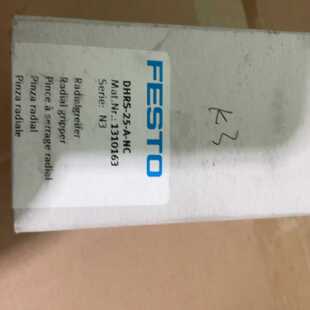 FESTO
DHRS-25-A-NC
Mat.Nr.: 1310163
Serie: N3
Radialgreifer
Radial gripper
Pince à serrage radial
Pinza radial
Pinza radiale
K3